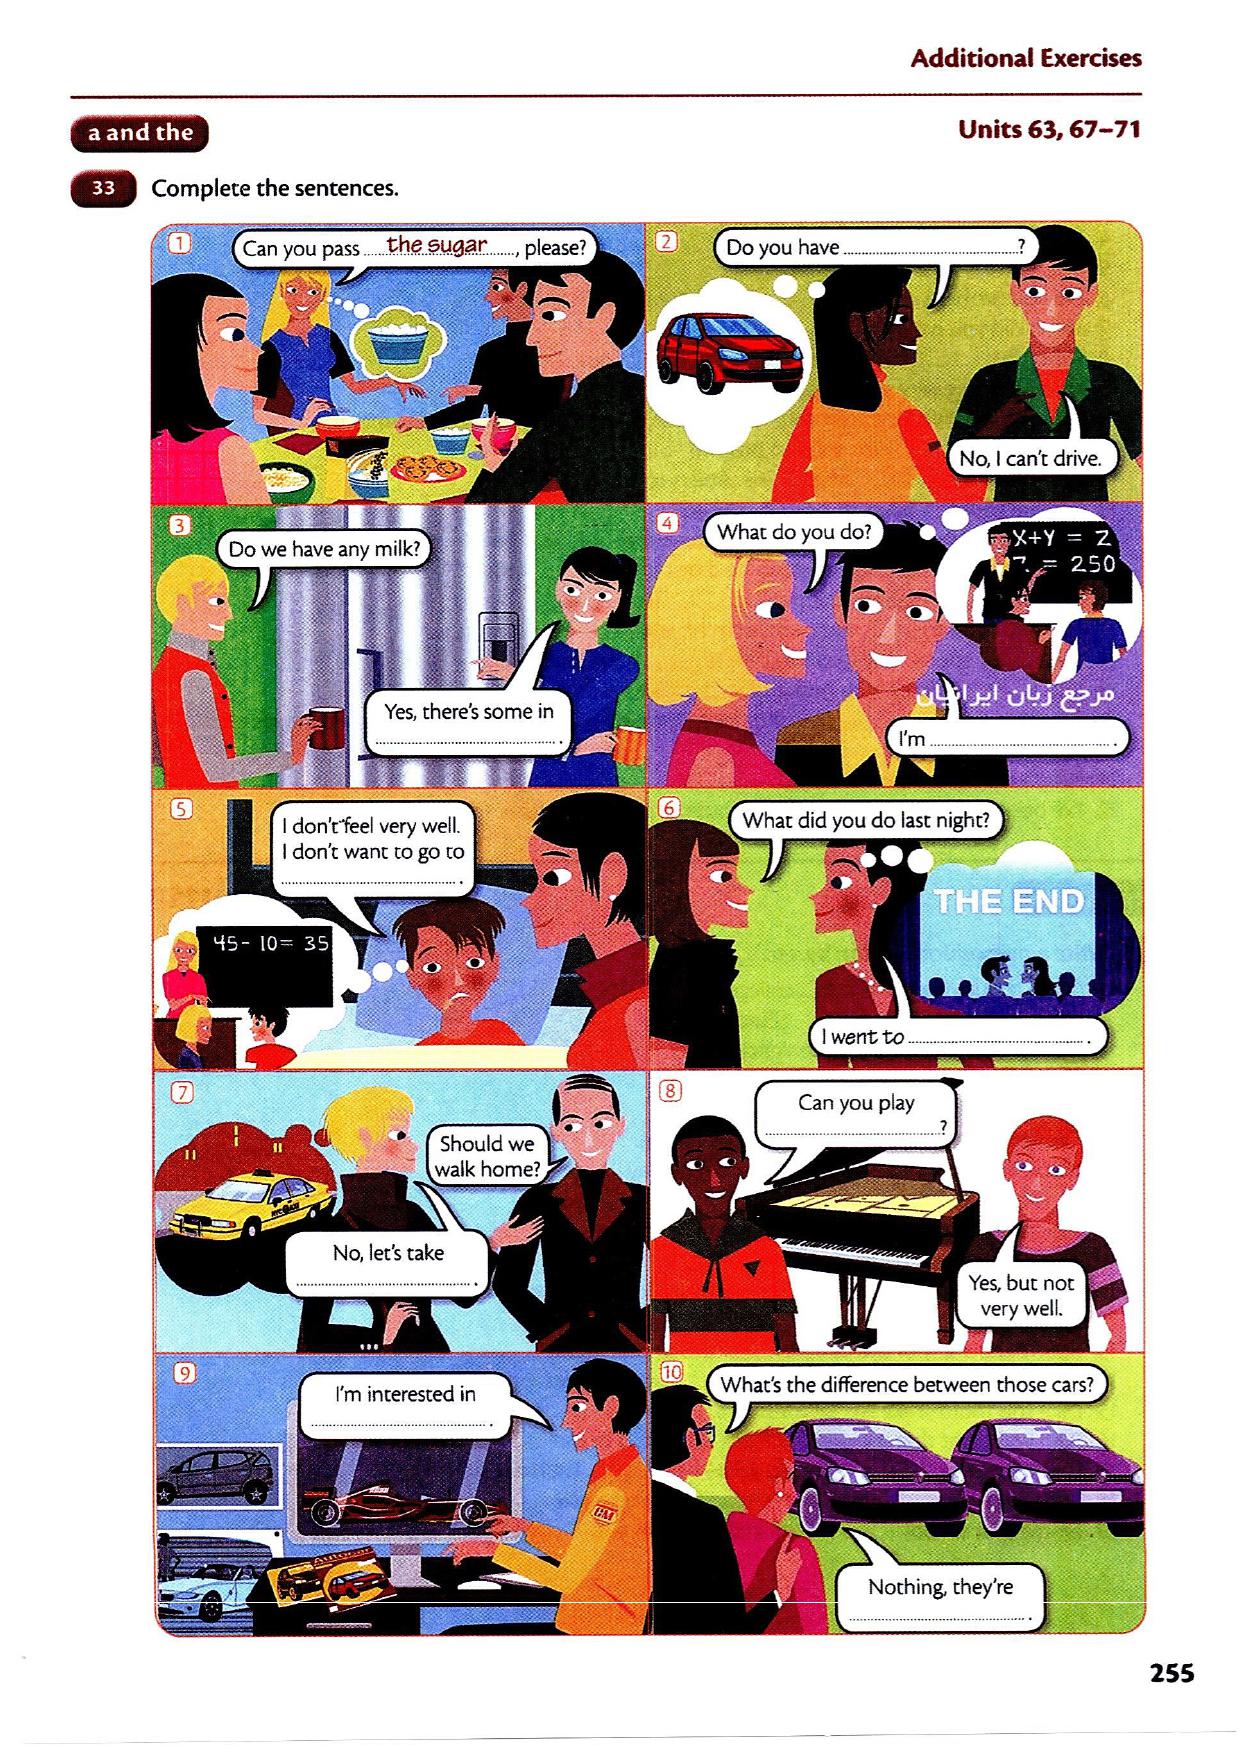 Additional Exercises
a and the
Units 63, 67–71
33 Complete the sentences.
1
Can you pass the sugar, please?
2
Do you have ?
No, I can't drive.
3
Do we have any milk?
Yes, there's some in
.
4
What do you do?
X+Y = Z
Z = 250
مرجع زبان ایرانیان
I'm .
5
I don't feel very well.
I don't want to go to
.
45- 10= 35
6
What did you do last night?
THE END
I went to .
7
Should we
walk home?
No, let's take
.
8
Can you play
?
Yes, but not
very well.
9
I'm interested in
.
GM
10
What's the difference between those cars?
Nothing, they're
.
255